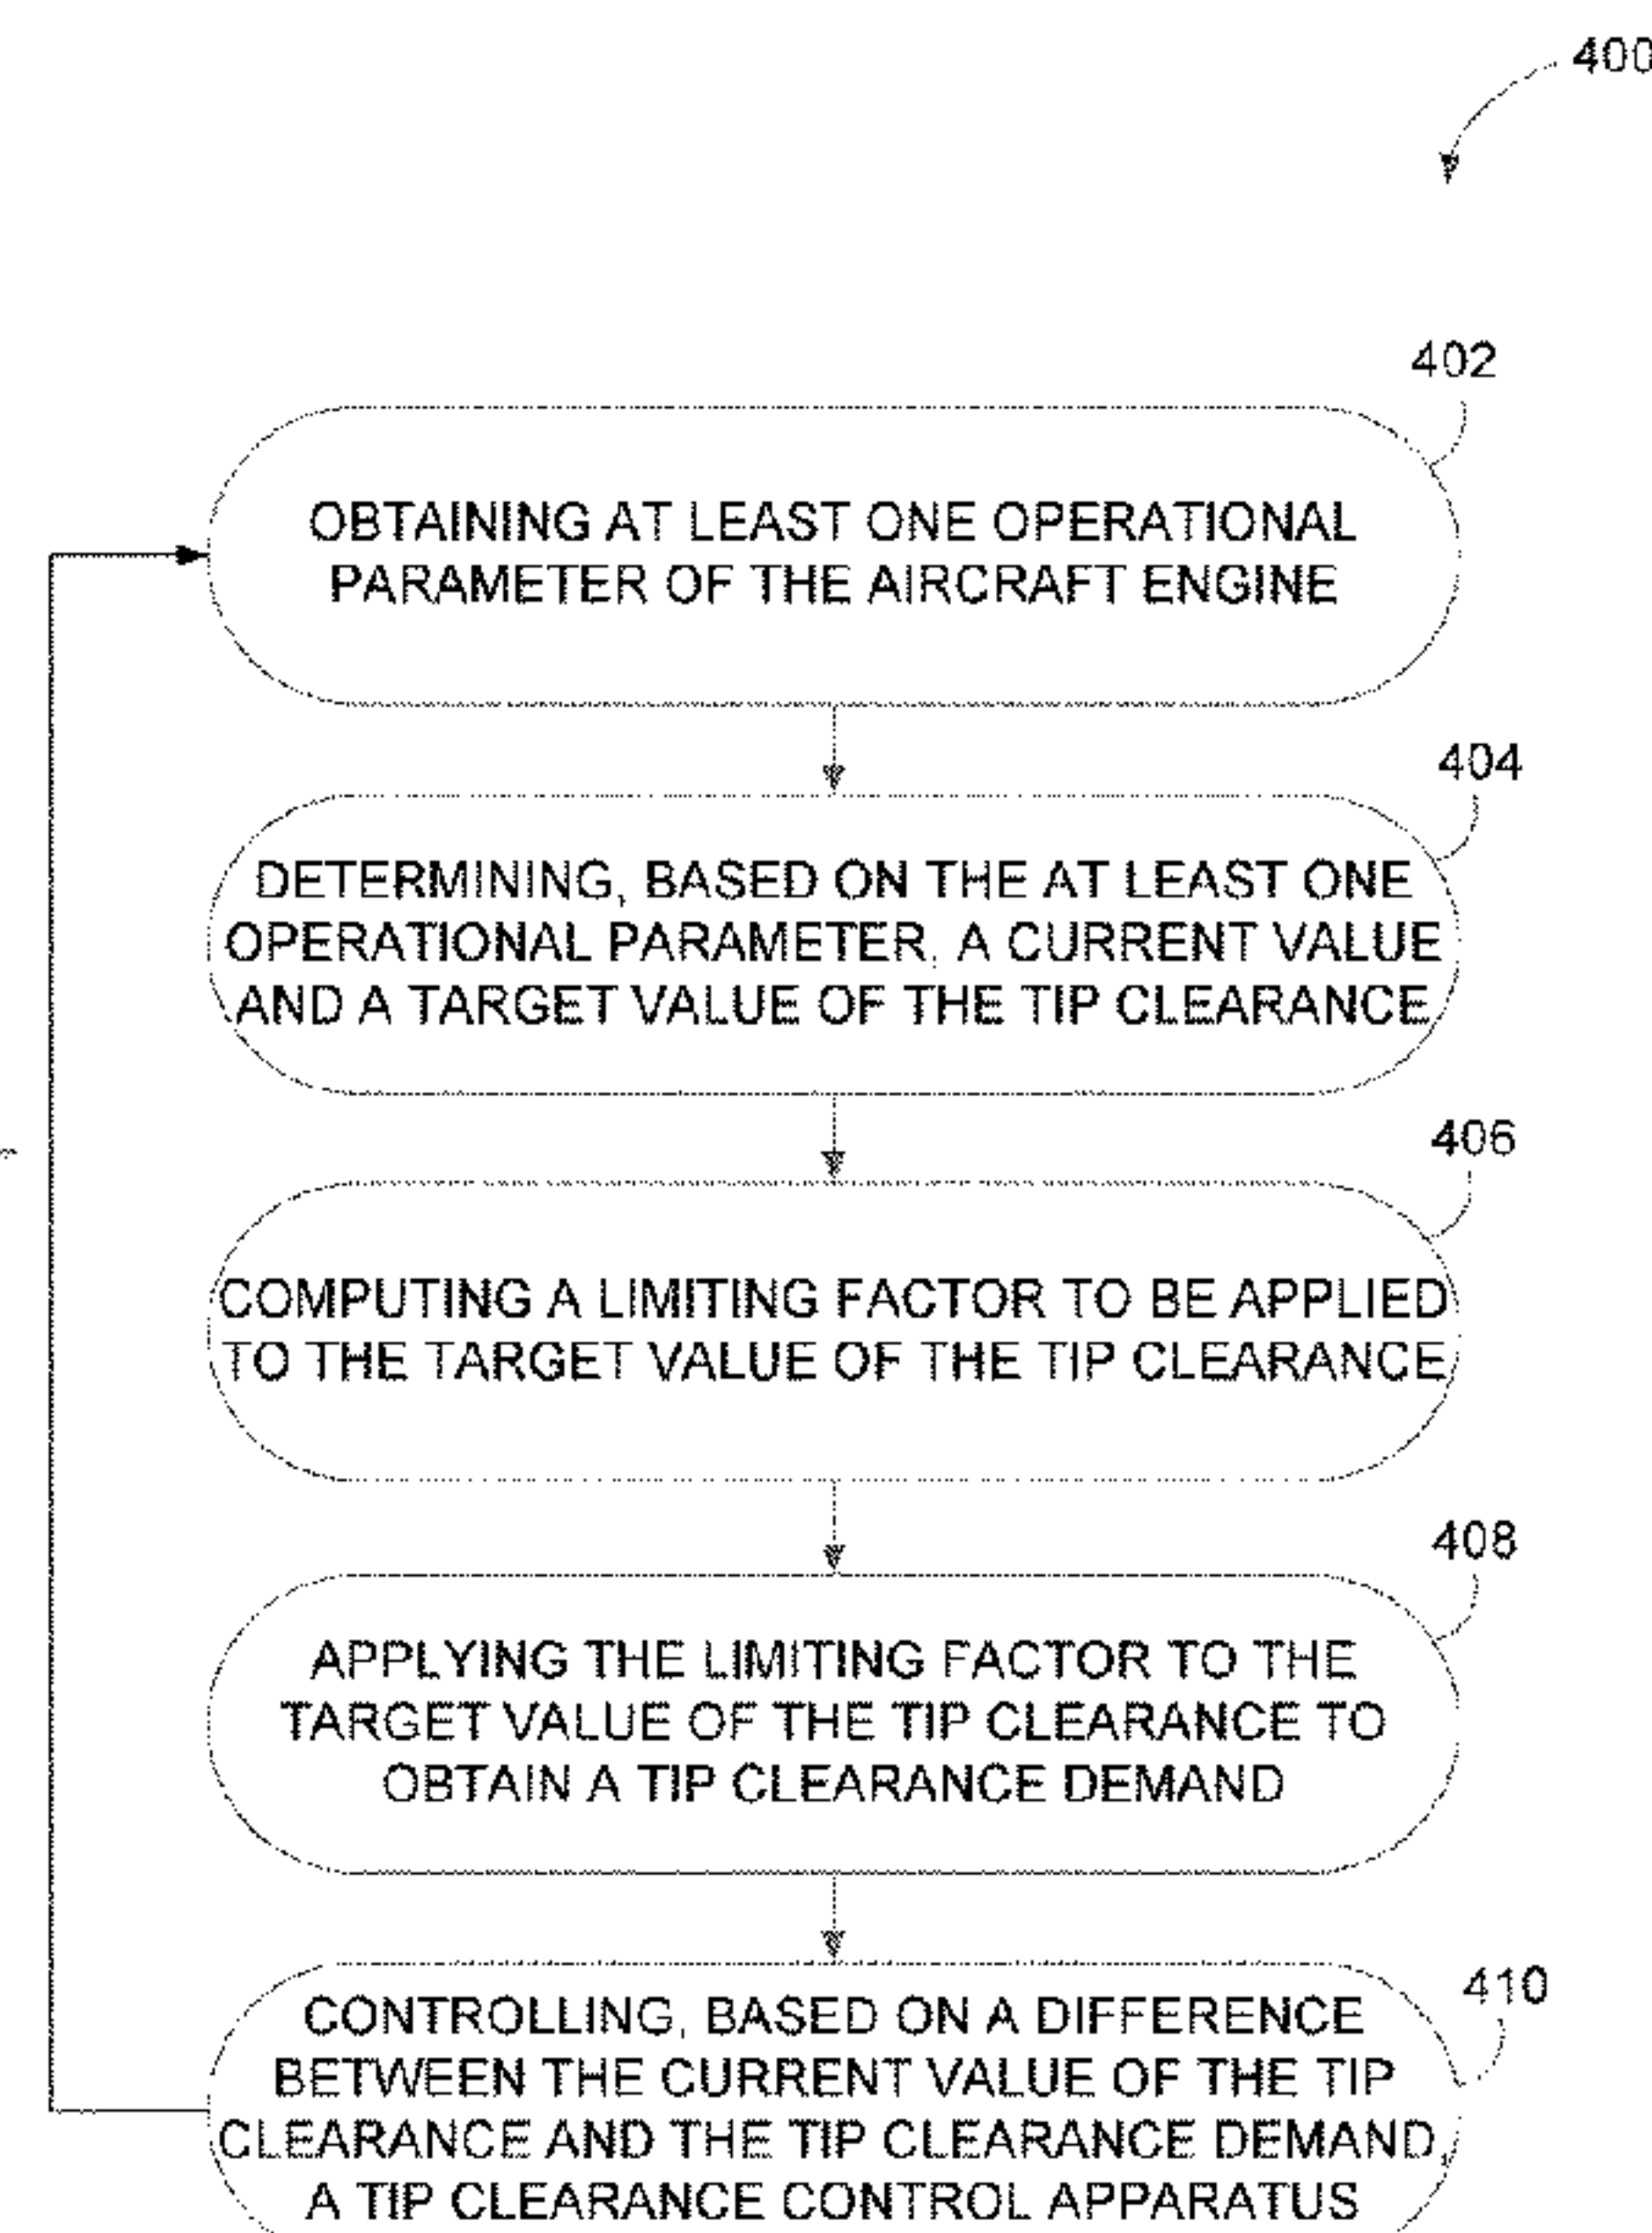 400
402
OBTAINING AT LEAST ONE OPERATIONAL
PARAMETER OF THE AIRCRAFT ENGINE
404
DETERMINING, BASED ON THE AT LEAST ONE
OPERATIONAL PARAMETER, A CURRENT VALUE
AND A TARGET VALUE OF THE TIP CLEARANCE
406
COMPUTING A LIMITING FACTOR TO BE APPLIED
TO THE TARGET VALUE OF THE TIP CLEARANCE
408
APPLYING THE LIMITING FACTOR TO THE
TARGET VALUE OF THE TIP CLEARANCE TO
OBTAIN A TIP CLEARANCE DEMAND
410
CONTROLLING, BASED ON A DIFFERENCE
BETWEEN THE CURRENT VALUE OF THE TIP
CLEARANCE AND THE TIP CLEARANCE DEMAND,
A TIP CLEARANCE CONTROL APPARATUS